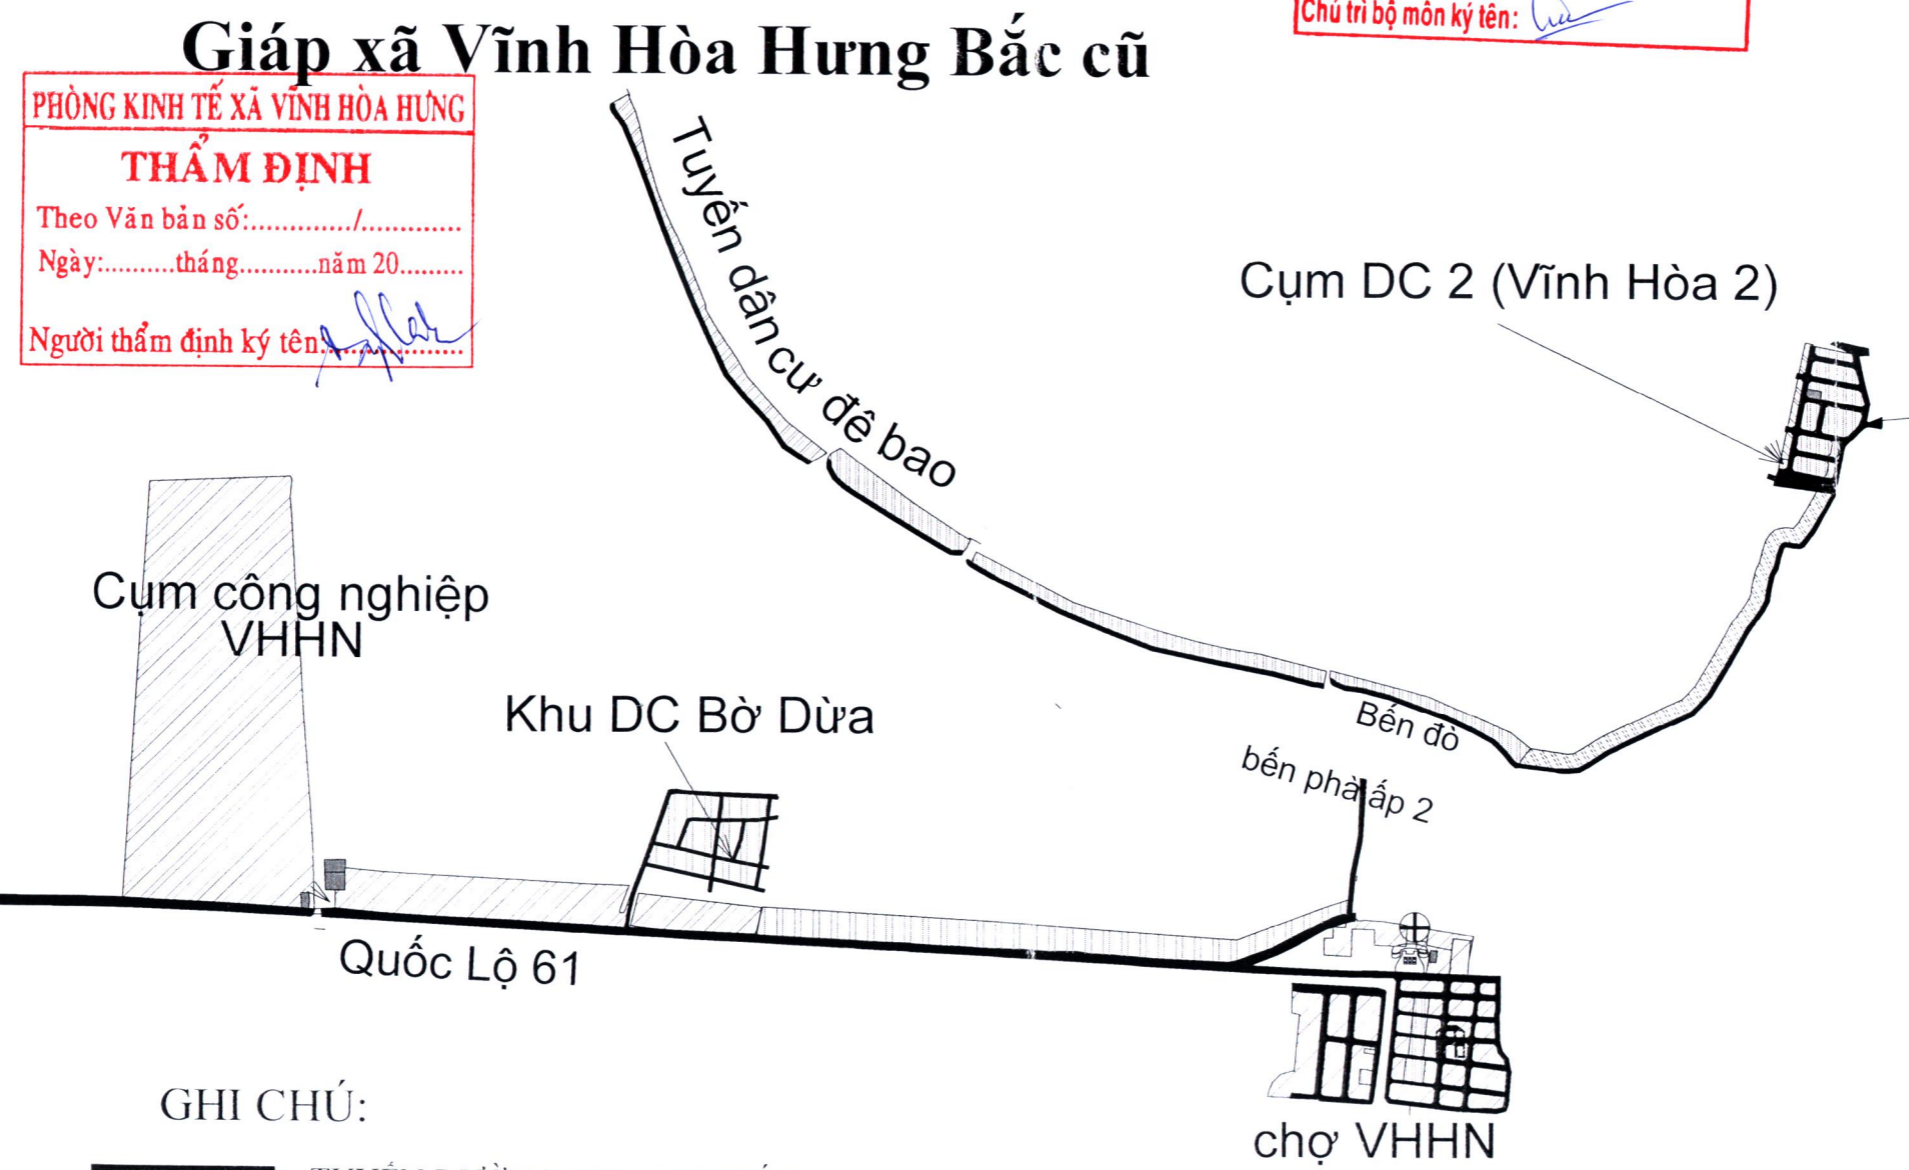 Chủ trì bộ môn ký tên:
Giáp xã Vĩnh Hòa Hưng Bắc cũ
PHÒNG KINH TẾ XÃ VĨNH HÒA HƯNG
THẨM ĐỊNH
Theo Văn bản số:............./.............
Ngày:.........tháng..........năm 20.........
Người thẩm định ký tên:..................
Tuyến dân cư đê bao
Cụm DC 2 (Vĩnh Hòa 2)
Cụm công nghiệp
VHHN
Khu DC Bờ Dừa
Bến đò
bến phà ấp 2
Quốc Lộ 61
chợ VHHN
GHI CHÚ: